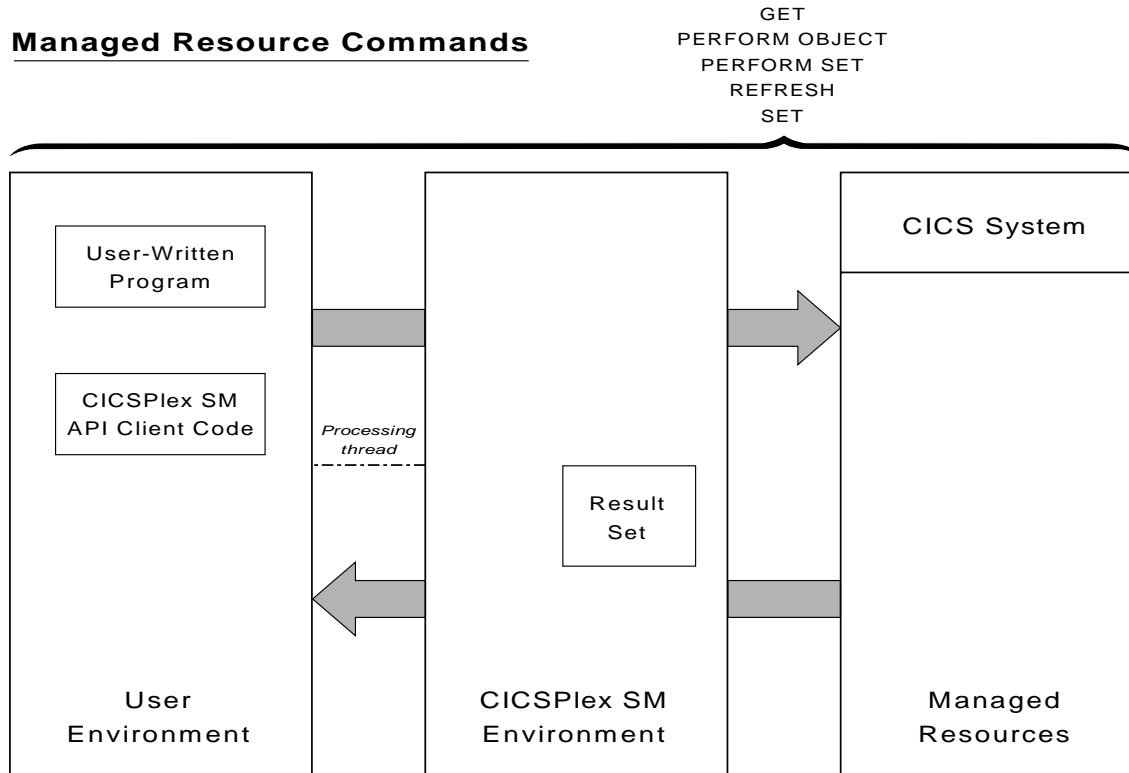 Managed Resource Commands
GET
PERFORM OBJECT
PERFORM SET
REFRESH
SET
User-Written
Program
CICSPlex SM
API Client Code
Processing
thread
Result
Set
CICS System
User
Environment
CICSPlex SM
Environment
Managed
Resources